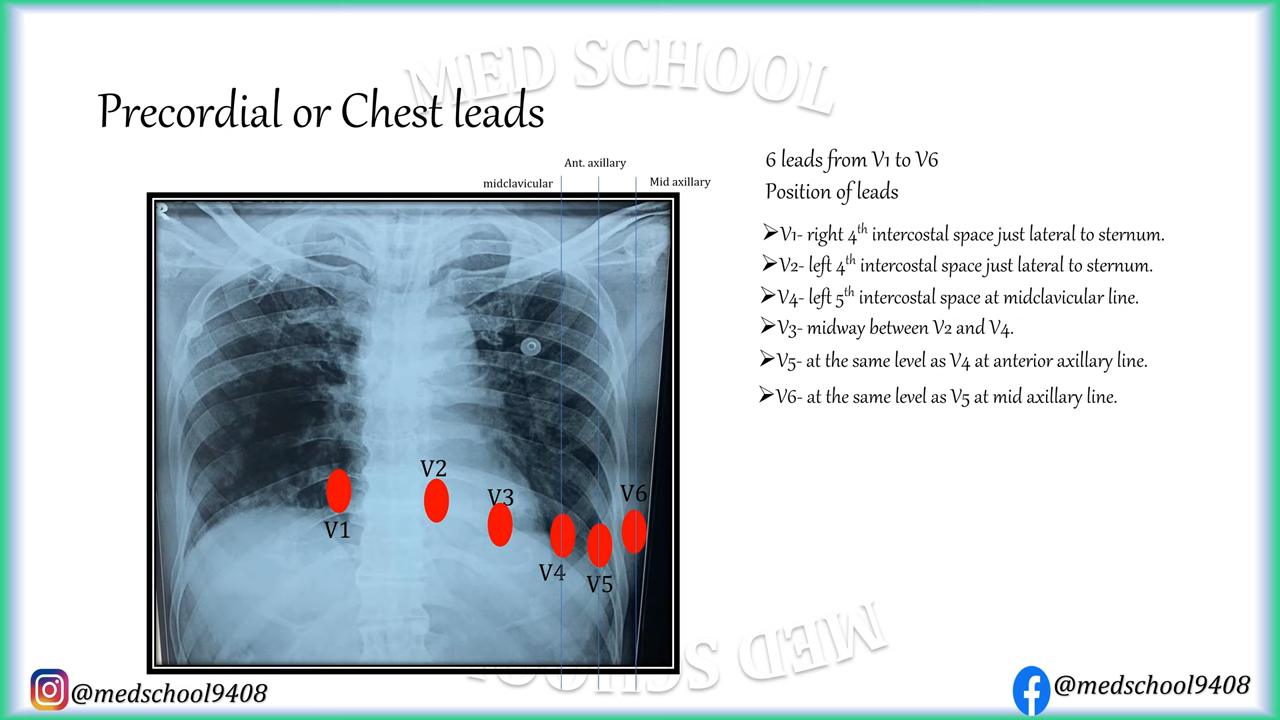 MED SCHOOL
Precordial or Chest leads
Ant. axillary
midclavicular
Mid axillary
6 leads from V1 to V6
Position of leads
➢V1- right 4th intercostal space just lateral to sternum.
➢V2- left 4th intercostal space just lateral to sternum.
➢V4- left 5th intercostal space at midclavicular line.
➢V3- midway between V2 and V4.
➢V5- at the same level as V4 at anterior axillary line.
➢V6- at the same level as V5 at mid axillary line.
V2
V3
V6
V1
V4
V5
MED SCHOOL
@medschool9408
@medschool9408